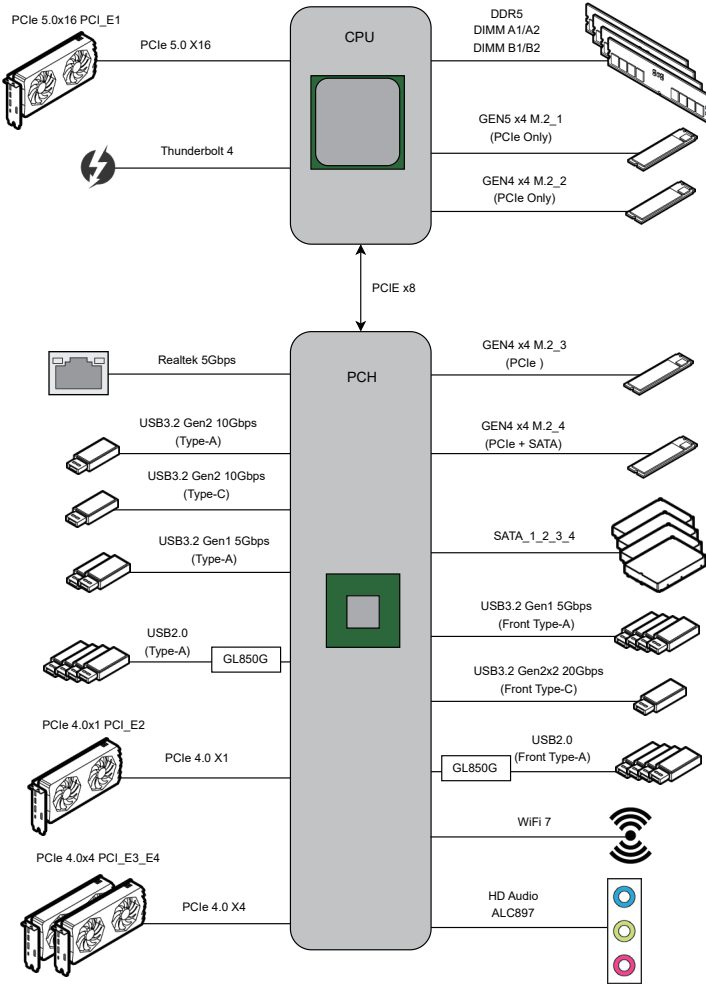 PCIe 5.0x16 PCI_E1
PCIe 5.0 X16
Thunderbolt 4
CPU
DDR5
DIMM A1/A2
DIMM B1/B2
GEN5 x4 M.2_1
(PCIe Only)
GEN4 x4 M.2_2
(PCIe Only)
PCIE x8
Realtek 5Gbps
USB3.2 Gen2 10Gbps
(Type-A)
USB3.2 Gen2 10Gbps
(Type-C)
USB3.2 Gen1 5Gbps
(Type-A)
USB2.0
(Type-A)
GL850G
PCIe 4.0x1 PCI_E2
PCIe 4.0 X1
PCIe 4.0x4 PCI_E3_E4
PCIe 4.0 X4
PCH
GEN4 x4 M.2_3
(PCIe )
GEN4 x4 M.2_4
(PCIe + SATA)
SATA_1_2_3_4
USB3.2 Gen1 5Gbps
(Front Type-A)
USB3.2 Gen2x2 20Gbps
(Front Type-C)
USB2.0
(Front Type-A)
GL850G
WiFi 7
HD Audio
ALC897